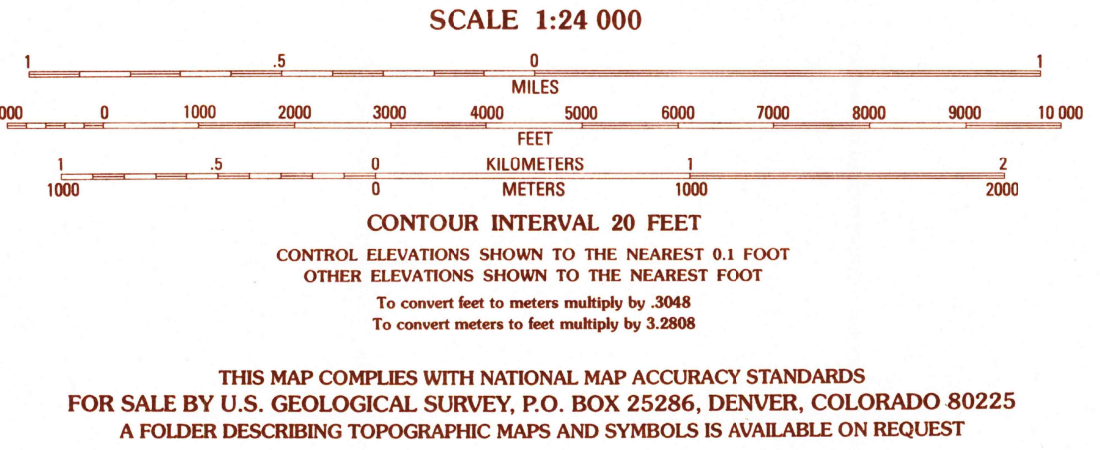 SCALE 1:24 000
1 .5 0 1
MILES
000 0 1000 2000 3000 4000 5000 6000 7000 8000 9000 10 000
FEET
1 .5 0 KILOMETERS 1 2
1000 0 METERS 1000 2000
CONTOUR INTERVAL 20 FEET
CONTROL ELEVATIONS SHOWN TO THE NEAREST 0.1 FOOT
OTHER ELEVATIONS SHOWN TO THE NEAREST FOOT
To convert feet to meters multiply by .3048
To convert meters to feet multiply by 3.2808
THIS MAP COMPLIES WITH NATIONAL MAP ACCURACY STANDARDS
FOR SALE BY U.S. GEOLOGICAL SURVEY, P.O. BOX 25286, DENVER, COLORADO 80225
A FOLDER DESCRIBING TOPOGRAPHIC MAPS AND SYMBOLS IS AVAILABLE ON REQUEST